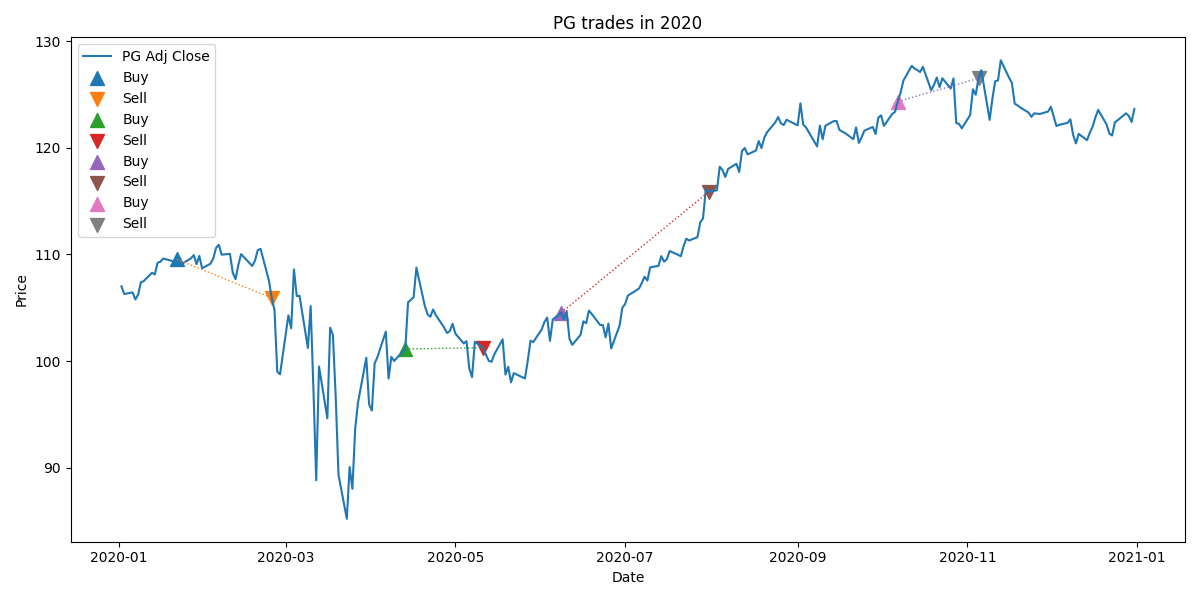 PG trades in 2020
130
120
110
100
90
Price
PG Adj Close
Buy
Sell
Buy
Sell
Buy
Sell
Buy
Sell
2020-01
2020-03
2020-05
2020-07
2020-09
2020-11
2021-01
Date